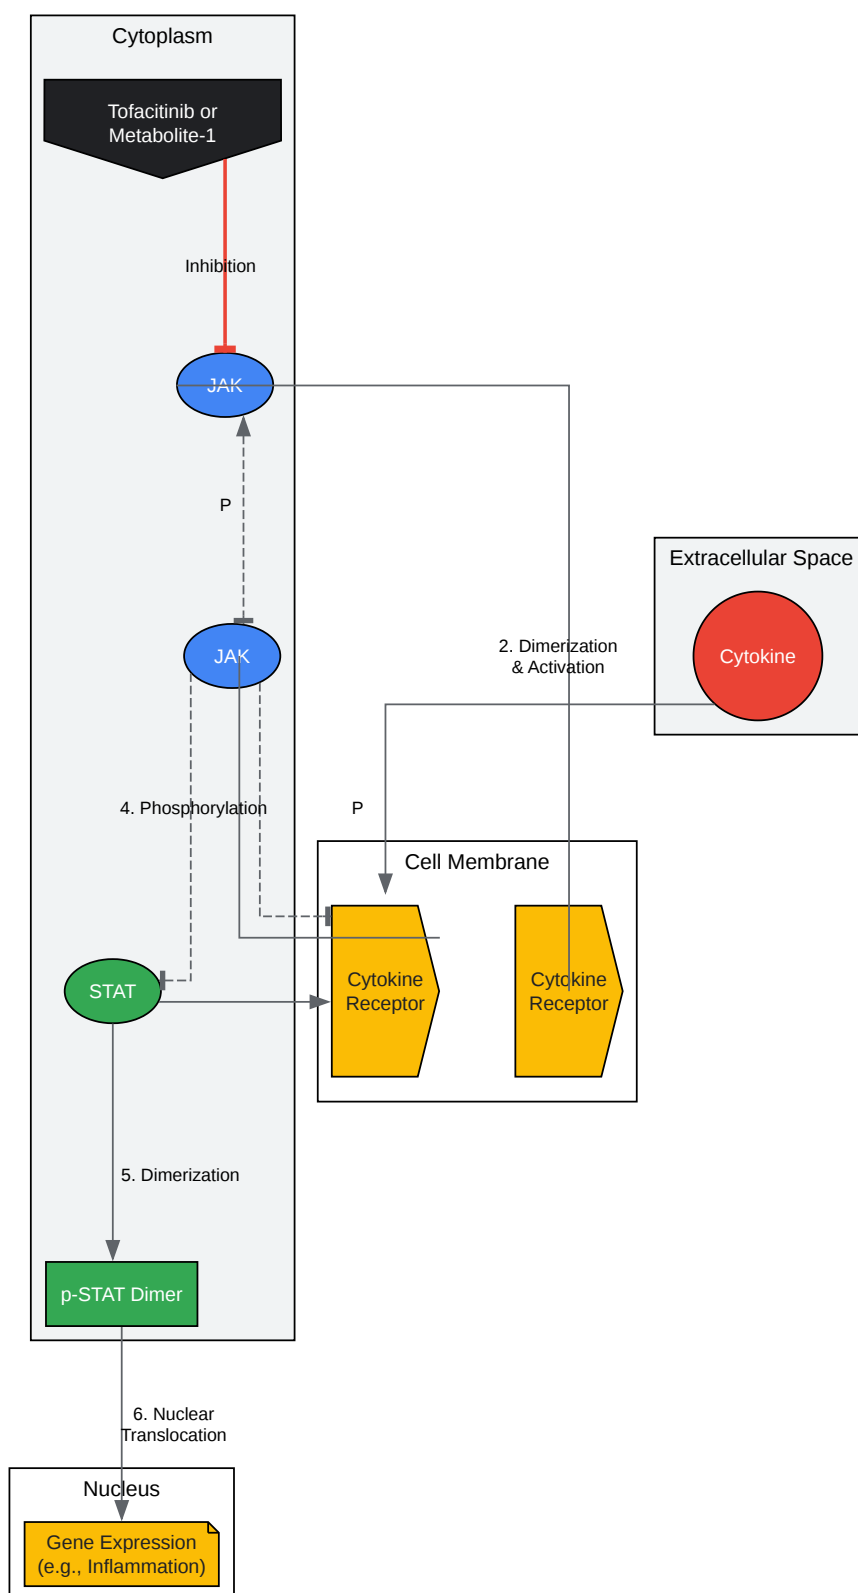 Cytoplasm
Tofacitinib or
Metabolite-1
Inhibition
JAK
P
Extracellular Space
JAK
Cytokine
2. Dimerization
& Activation
4. Phosphorylation
P
Cell Membrane
Cytokine
Receptor
Cytokine
Receptor
STAT
5. Dimerization
p-STAT Dimer
6. Nuclear
Translocation
Nucleus
Gene Expression
(e.g., Inflammation)